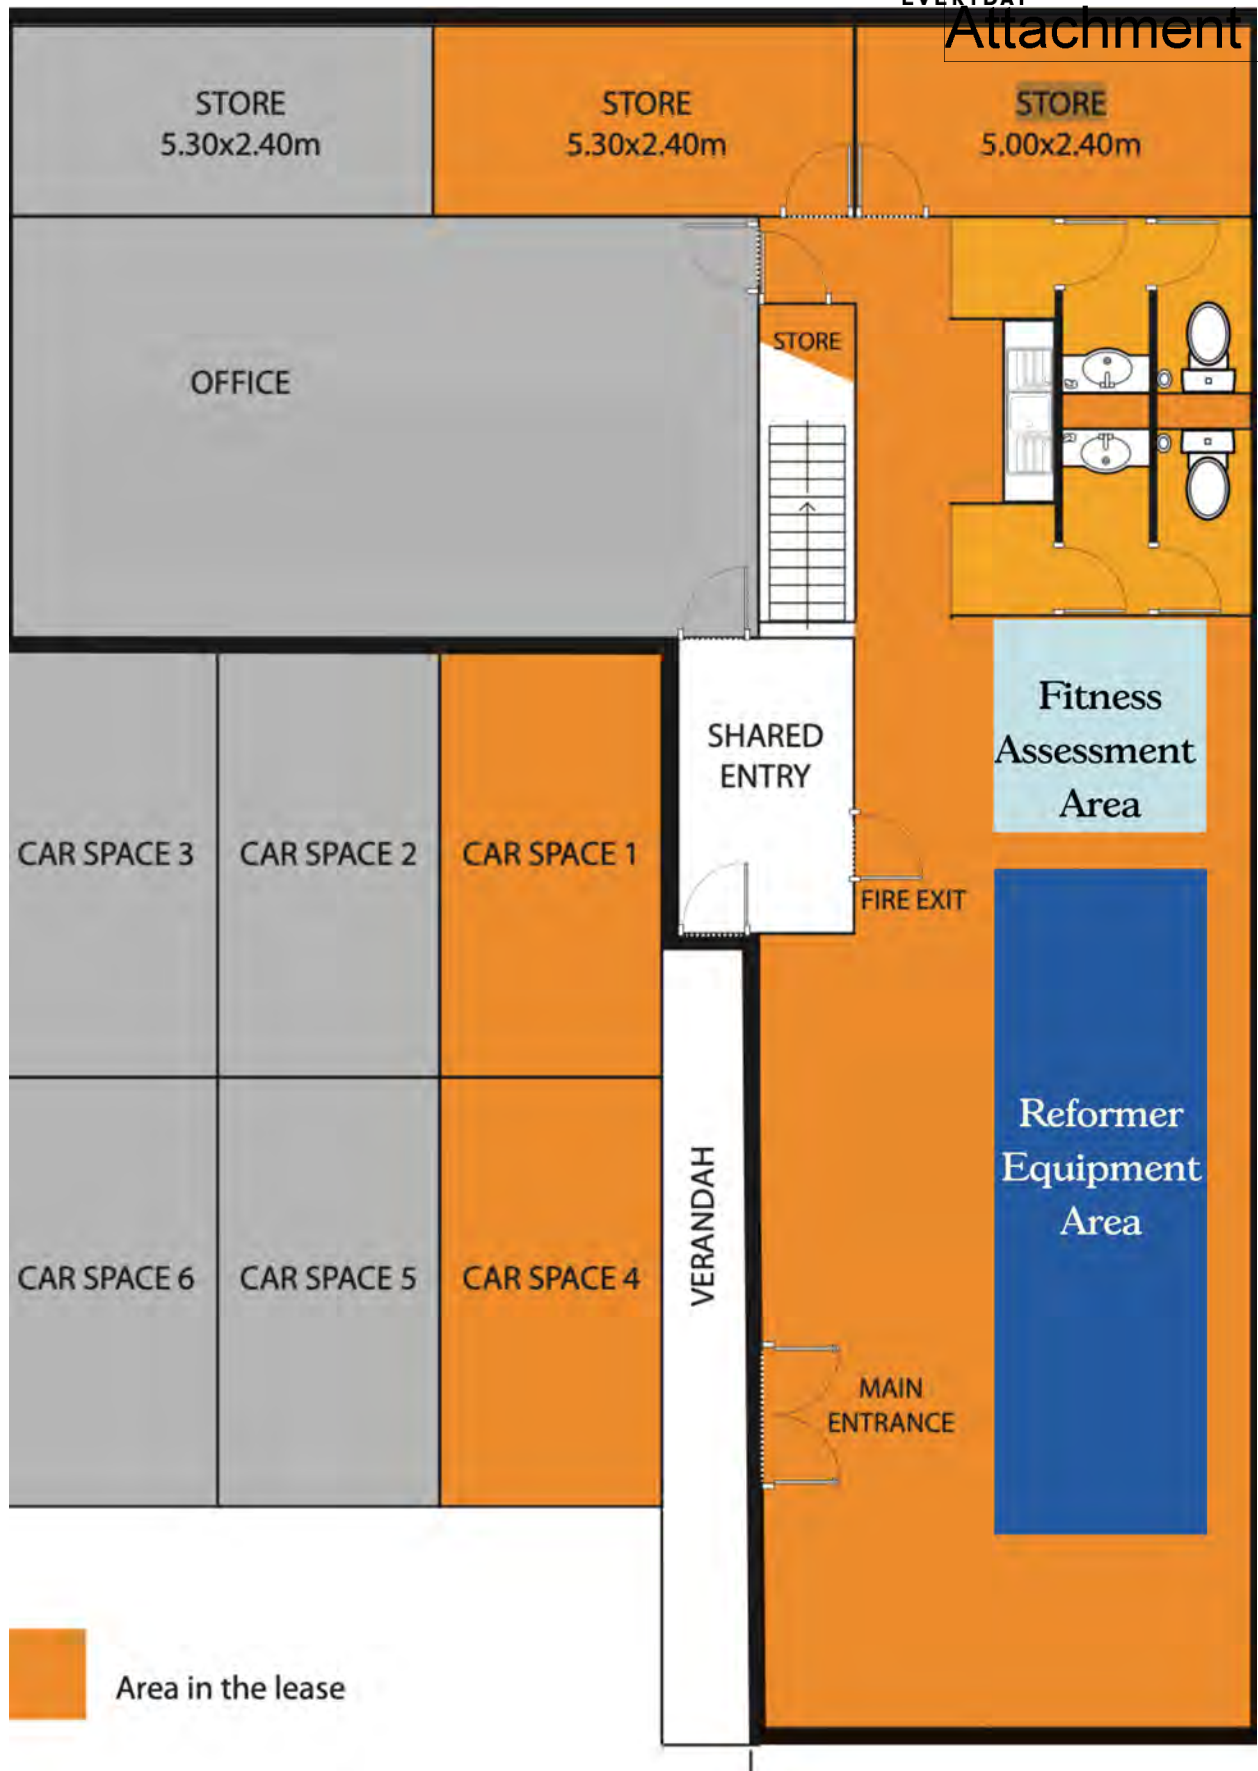 EVERYDAY
Attachment
STORE
5.30x2.40m
STORE
5.30x2.40m
STORE
5.00x2.40m
STORE
OFFICE
SHARED
ENTRY
Fitness
Assessment
Area
CAR SPACE 3
CAR SPACE 2
CAR SPACE 1
FIRE EXIT
Reformer
Equipment
Area
VERANDAH
CAR SPACE 6
CAR SPACE 5
CAR SPACE 4
MAIN
ENTRANCE
Area in the lease